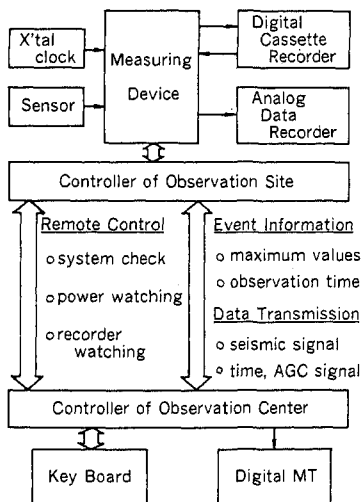 X'tal
clock
Sensor
Measuring
Device
Digital
Cassette
Recorder
Analog
Data
Recorder
Controller of Observation Site
Remote Control
o system check
o power watching
o recorder
watching
Event Information
o maximum values
o observation time
Data Transmission
o seismic signal
o time, AGC signal
Controller of Observation Center
Key Board
Digital MT